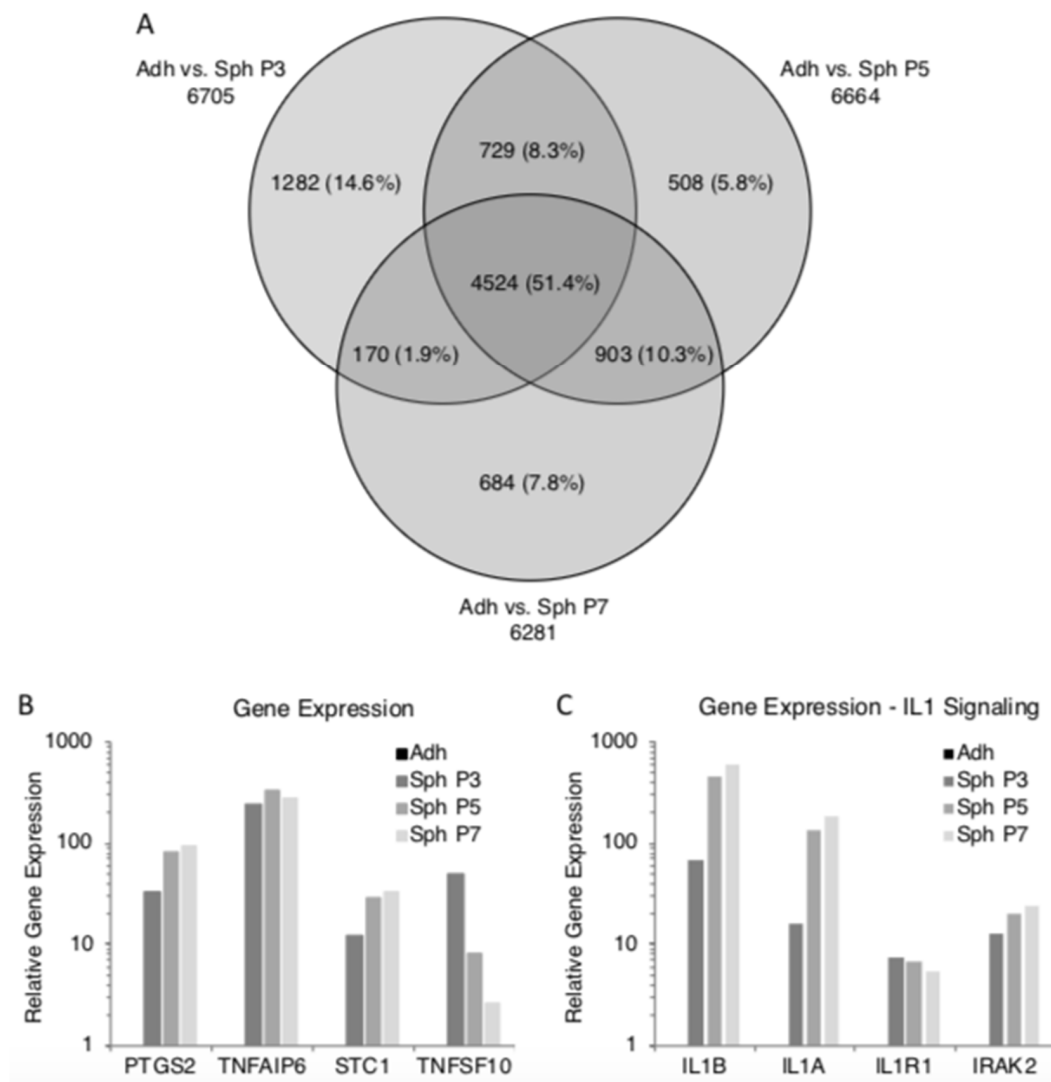 A
Adh vs. Sph P3
6705
Adh vs. Sph P5
6664
729 (8.3%)
1282 (14.6%)
508 (5.8%)
4524 (51.4%)
170 (1.9%)
903 (10.3%)
684 (7.8%)
Adh vs. Sph P7
6281
B
Gene Expression
Relative Gene Expression
1000
100
10
1
Adh
Sph P3
Sph P5
Sph P7
PTGS2 TNFAIP6 STC1 TNFSF10
C
Gene Expression - IL1 Signaling
Relative Gene Expression
1000
100
10
1
Adh
Sph P3
Sph P5
Sph P7
IL1B IL1A IL1R1 IRAK2